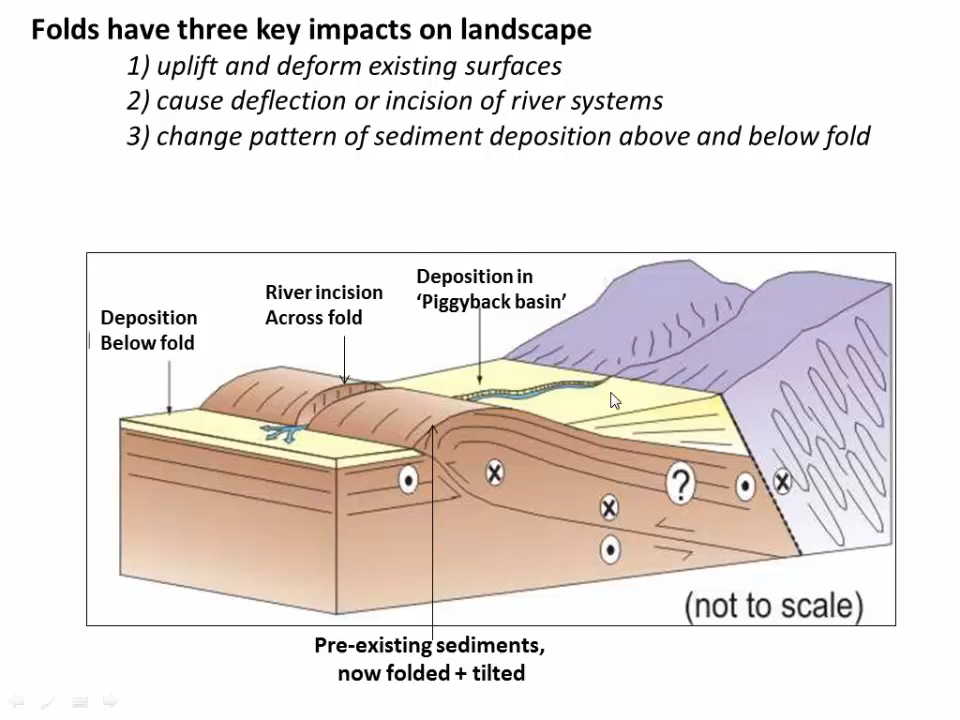 Folds have three key impacts on landscape
1) uplift and deform existing surfaces
2) cause deflection or incision of river systems
3) change pattern of sediment deposition above and below fold
Deposition in
‘Piggyback basin’
River incision
Across fold
Deposition
Below fold
x
?
x
x
(not to scale)
Pre-existing sediments,
now folded + tilted